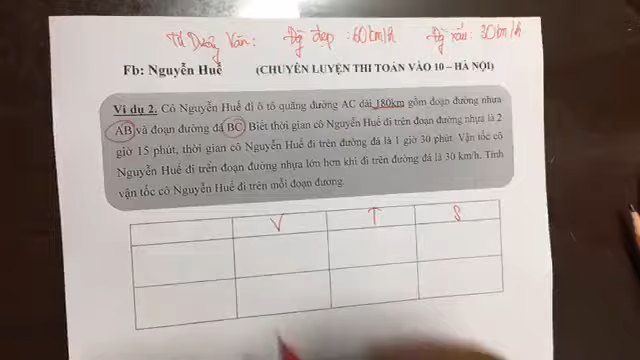 Tư Duy Văn: Đg đẹp : 60km/h Đg xấu : 30km/h
Fb: Nguyễn Huế (CHUYÊN LUYỆN THI TOÁN VÀO 10 – HÀ NỘI)
Ví dụ 2. Cô Nguyễn Huế đi ô tô quãng đường AC dài 180km gồm đoạn đường nhựa
AB và đoạn đường đá BC. Biết thời gian cô Nguyễn Huế đi trên đoạn đường nhựa là 2
giờ 15 phút, thời gian cô Nguyễn Huế đi trên đường đá là 1 giờ 30 phút. Vận tốc cô
Nguyễn Huế đi trên đoạn đường nhựa lớn hơn khi đi trên đường đá là 30 km/h. Tính
vận tốc cô Nguyễn Huế đi trên mỗi đoạn đường.
V T S